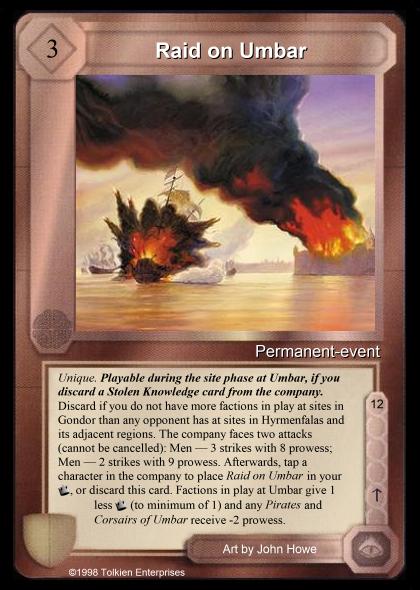 3
Raid on Umbar
Permanent-event
Unique. Playable during the site phase at Umbar, if you
discard a Stolen Knowledge card from the company.
Discard if you do not have more factions in play at sites in
Gondor than any opponent has at sites in Hyrmenfalas and
its adjacent regions. The company faces two attacks
(cannot be cancelled): Men — 3 strikes with 8 prowess;
Men — 2 strikes with 9 prowess. Afterwards, tap a
character in the company to place Raid on Umbar in your
, or discard this card. Factions in play at Umbar give 1
less (to minimum of 1) and any Pirates and
Corsairs of Umbar receive -2 prowess.
12
Art by John Howe
©1998 Tolkien Enterprises